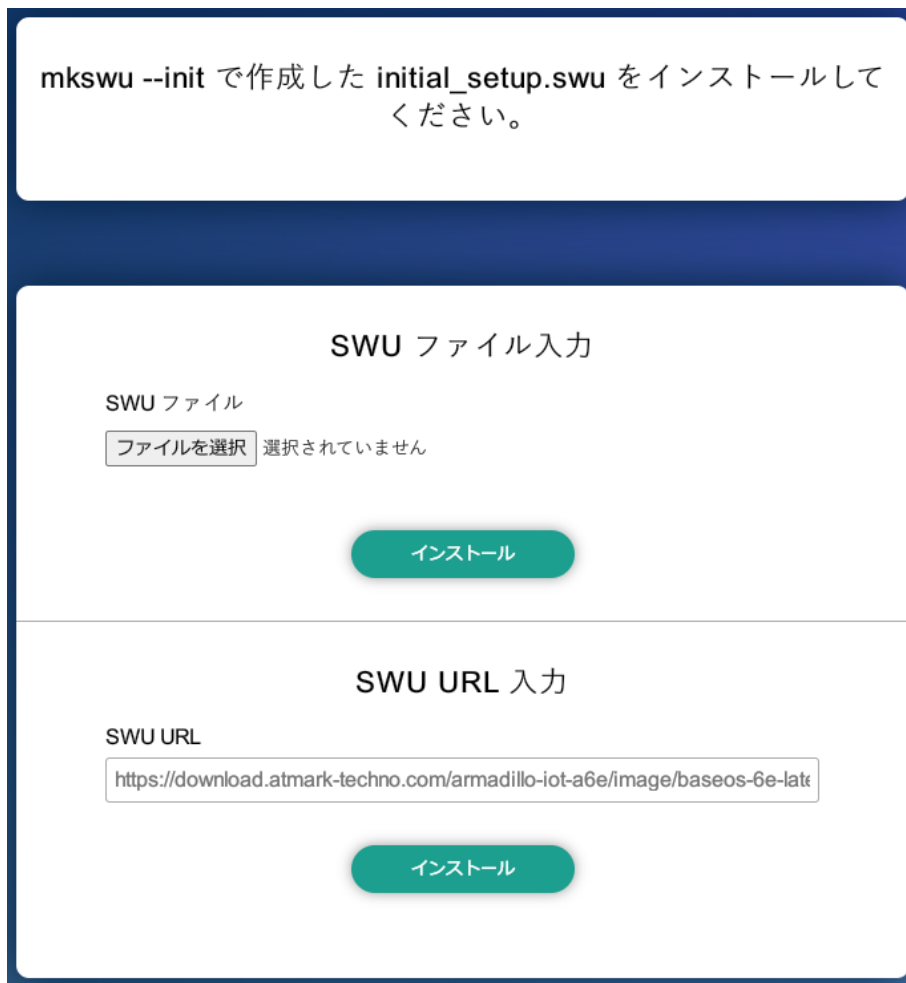 mkswu --init で作成した initial_setup.swu をインストールして
ください。
SWU ファイル入力
SWU ファイル
ファイルを選択 選択されていません
インストール
SWU URL 入力
SWU URL
https://download.atmark-techno.com/armadillo-iot-a6e/image/baseos-6e-late
インストール